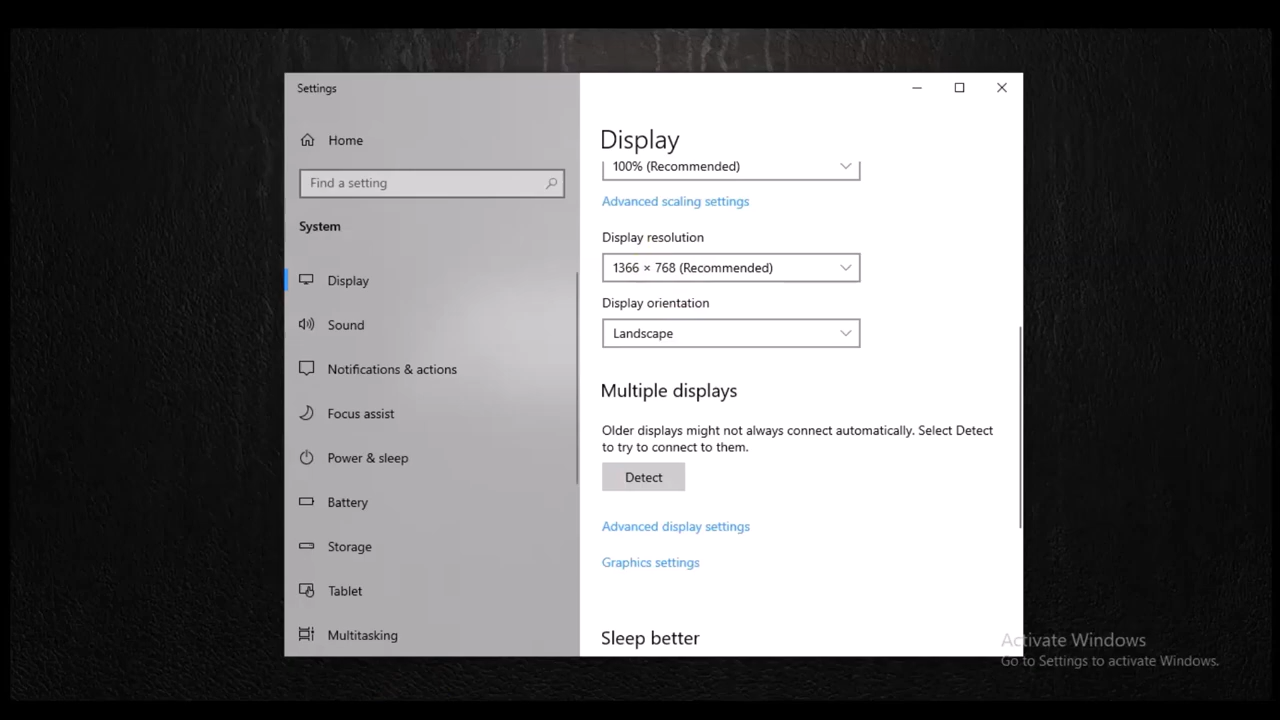 Settings
Home
Find a setting
System
Display
Sound
Notifications & actions
Focus assist
Power & sleep
Battery
Storage
Tablet
Multitasking
Display
100% (Recommended)
Advanced scaling settings
Display resolution
1366 × 768 (Recommended)
Display orientation
Landscape
Multiple displays
Older displays might not always connect automatically. Select Detect
to try to connect to them.
Detect
Advanced display settings
Graphics settings
Sleep better
Activate Windows
Go to Settings to activate Windows.